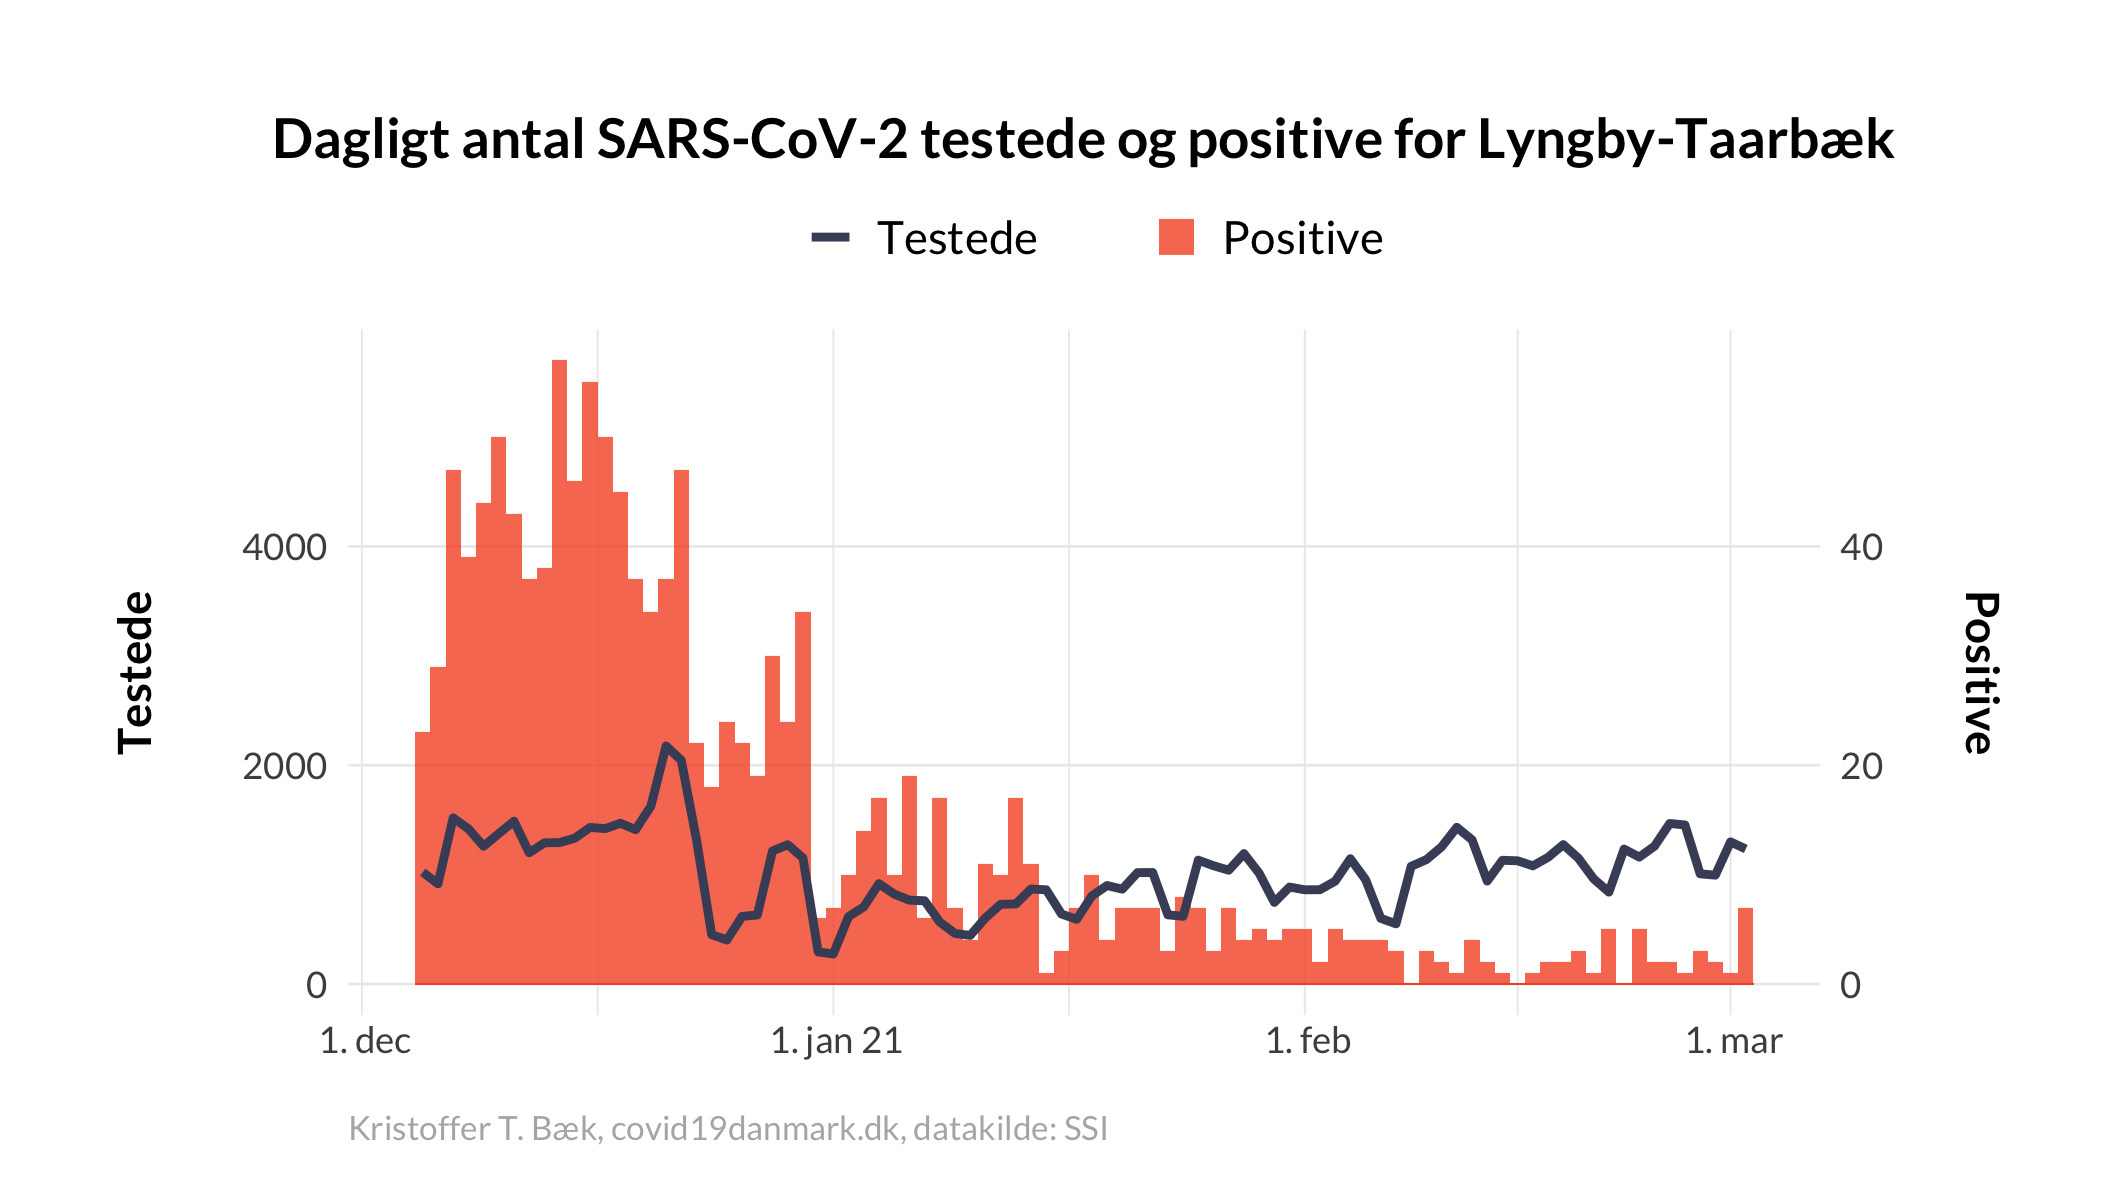 Dagligt antal SARS-CoV-2 testede og positive for Lyngby-Taarbæk
Testede
Positive
4000
2000
0
Testede
40
20
0
Positive
1. dec
1. jan 21
1. feb
1. mar
Kristoffer T. Bæk, covid19danmark.dk, datakilde: SSI